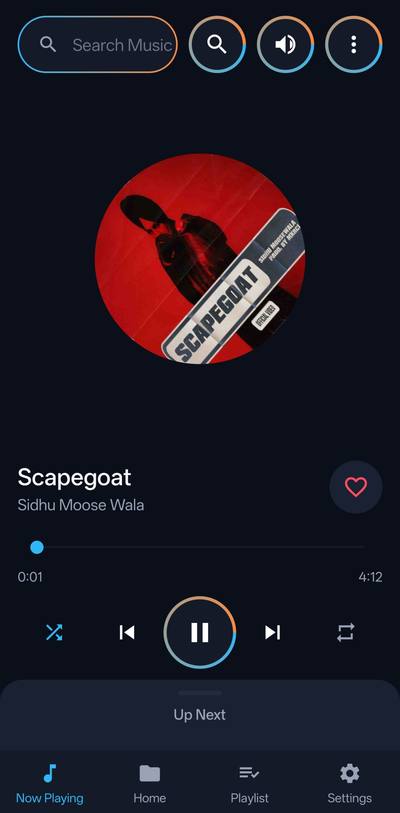 Search Music
SIDHU MOOSEWALA
SCAPEGOAT
Scapegoat
Sidhu Moose Wala
0:01
4:12
Up Next
Now Playing
Home
Playlist
Settings